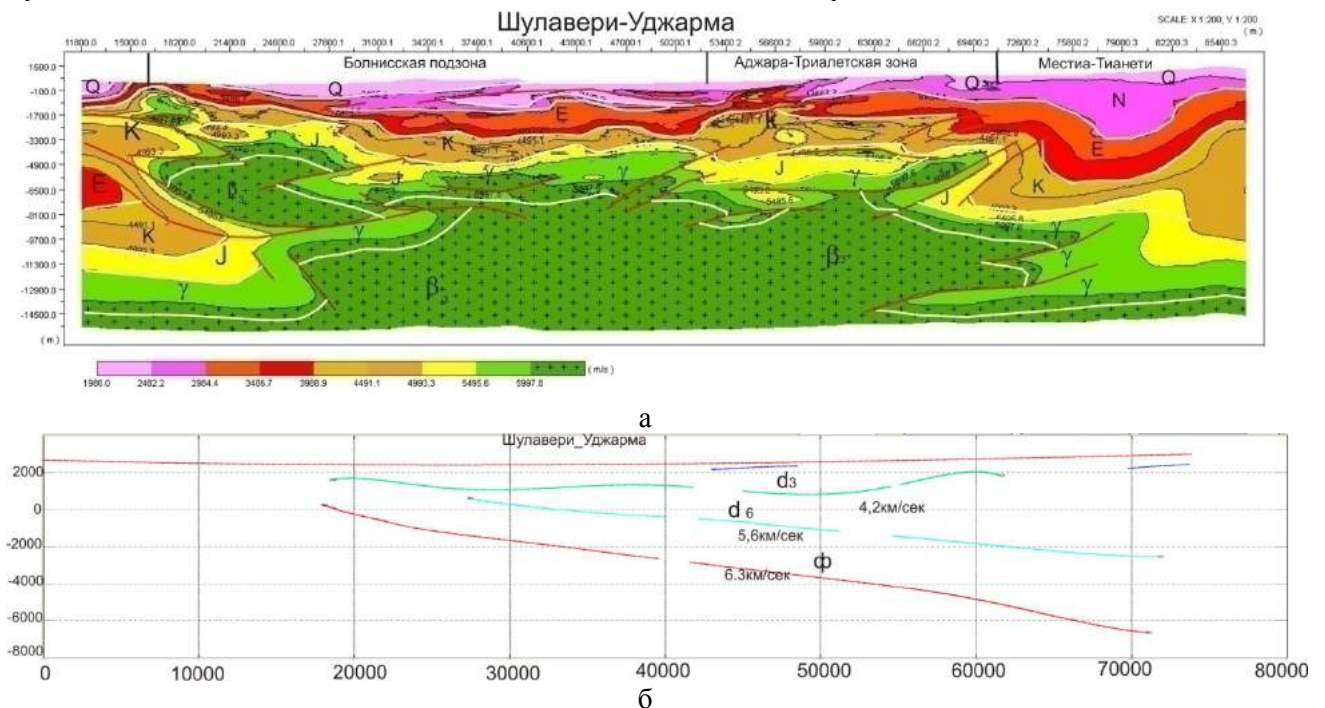 Шулавери-Уджарма
SCALE: X 1:200, Y 1:200
(m)
11800.0 15000.0 18200.0 21400.0 24600.0 27800.1 31000.1 34200.1 37400.1 40600.1 43800.1 47000.1 50200.1 53400.2 56600.2 59800.2 63000.2 66200.2 69400.2 72600.2 75800.2 79000.3 82200.3 85400.3
Болнисская подзона Аджара-Триалетская зона Местиа-Тианети
1600.0
-100.0
-1700.0
-3300.0
-4900.0
-6500.0
-8100.0
-9700.0
-11300.0
-12900.0
-14500.0
(m)
Q Q Q Q
N
E E E
K K K K
J J J J
γ γ γ γ γ γ
4491.1
5495.6
1980.0 2482.2 2984.4 3486.7 3988.9 4491.1 4993.3 5495.6 5997.8 (m/s)
а
Шулавери_Уджарма
2000
0
-2000
-4000
-6000
-8000
d3
4,2км/сек
d 6
5,6км/сек
ф
6.3км/сек
0 10000 20000 30000 40000 50000 60000 70000 80000
б